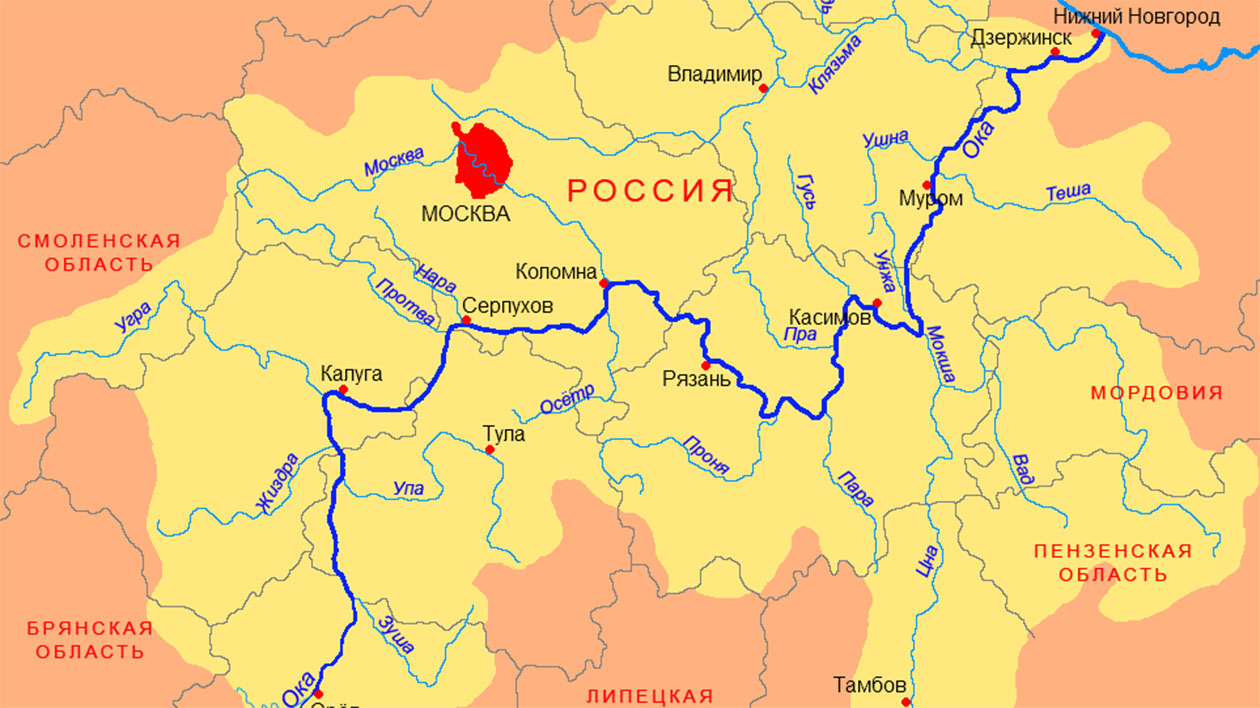 Нижний Новгород
Дзержинск
Клязьма
Владимир
Ока
Ушна
Москва
Гусь
РОССИЯ
Муром
Теша
МОСКВА
СМОЛЕНСКАЯ
ОБЛАСТЬ
Нара
Коломна
Унжа
Протва
Серпухов
Угра
Касимов
Пра
Мокша
Калуга
Рязань
МОРДОВИЯ
Осётр
Тула
Проня
Жиздра
Упа
Пара
Вад
ПЕНЗЕНСКАЯ
ОБЛАСТЬ
Цна
БРЯНСКАЯ
ОБЛАСТЬ
Зуша
Ока
Тамбов
ЛИПЕЦКАЯ